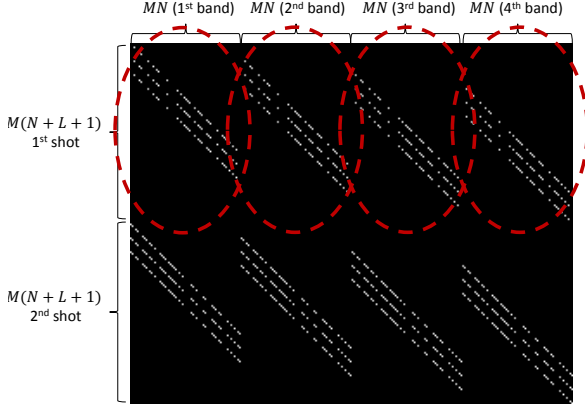 MN (1st band) MN (2nd band) MN (3rd band) MN (4th band)
M(N + L + 1)
1st shot
M(N + L + 1)
2nd shot